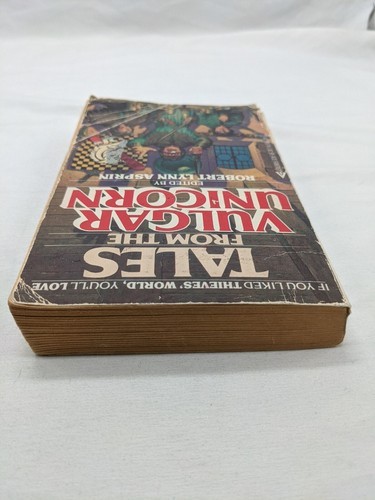 IF YOU LIKED THIEVES' WORLD, YOU'LL LOVE
TALES
FROM THE
VULGAR
UNICORN
EDITED BY
ROBERT LYNN ASPRIN